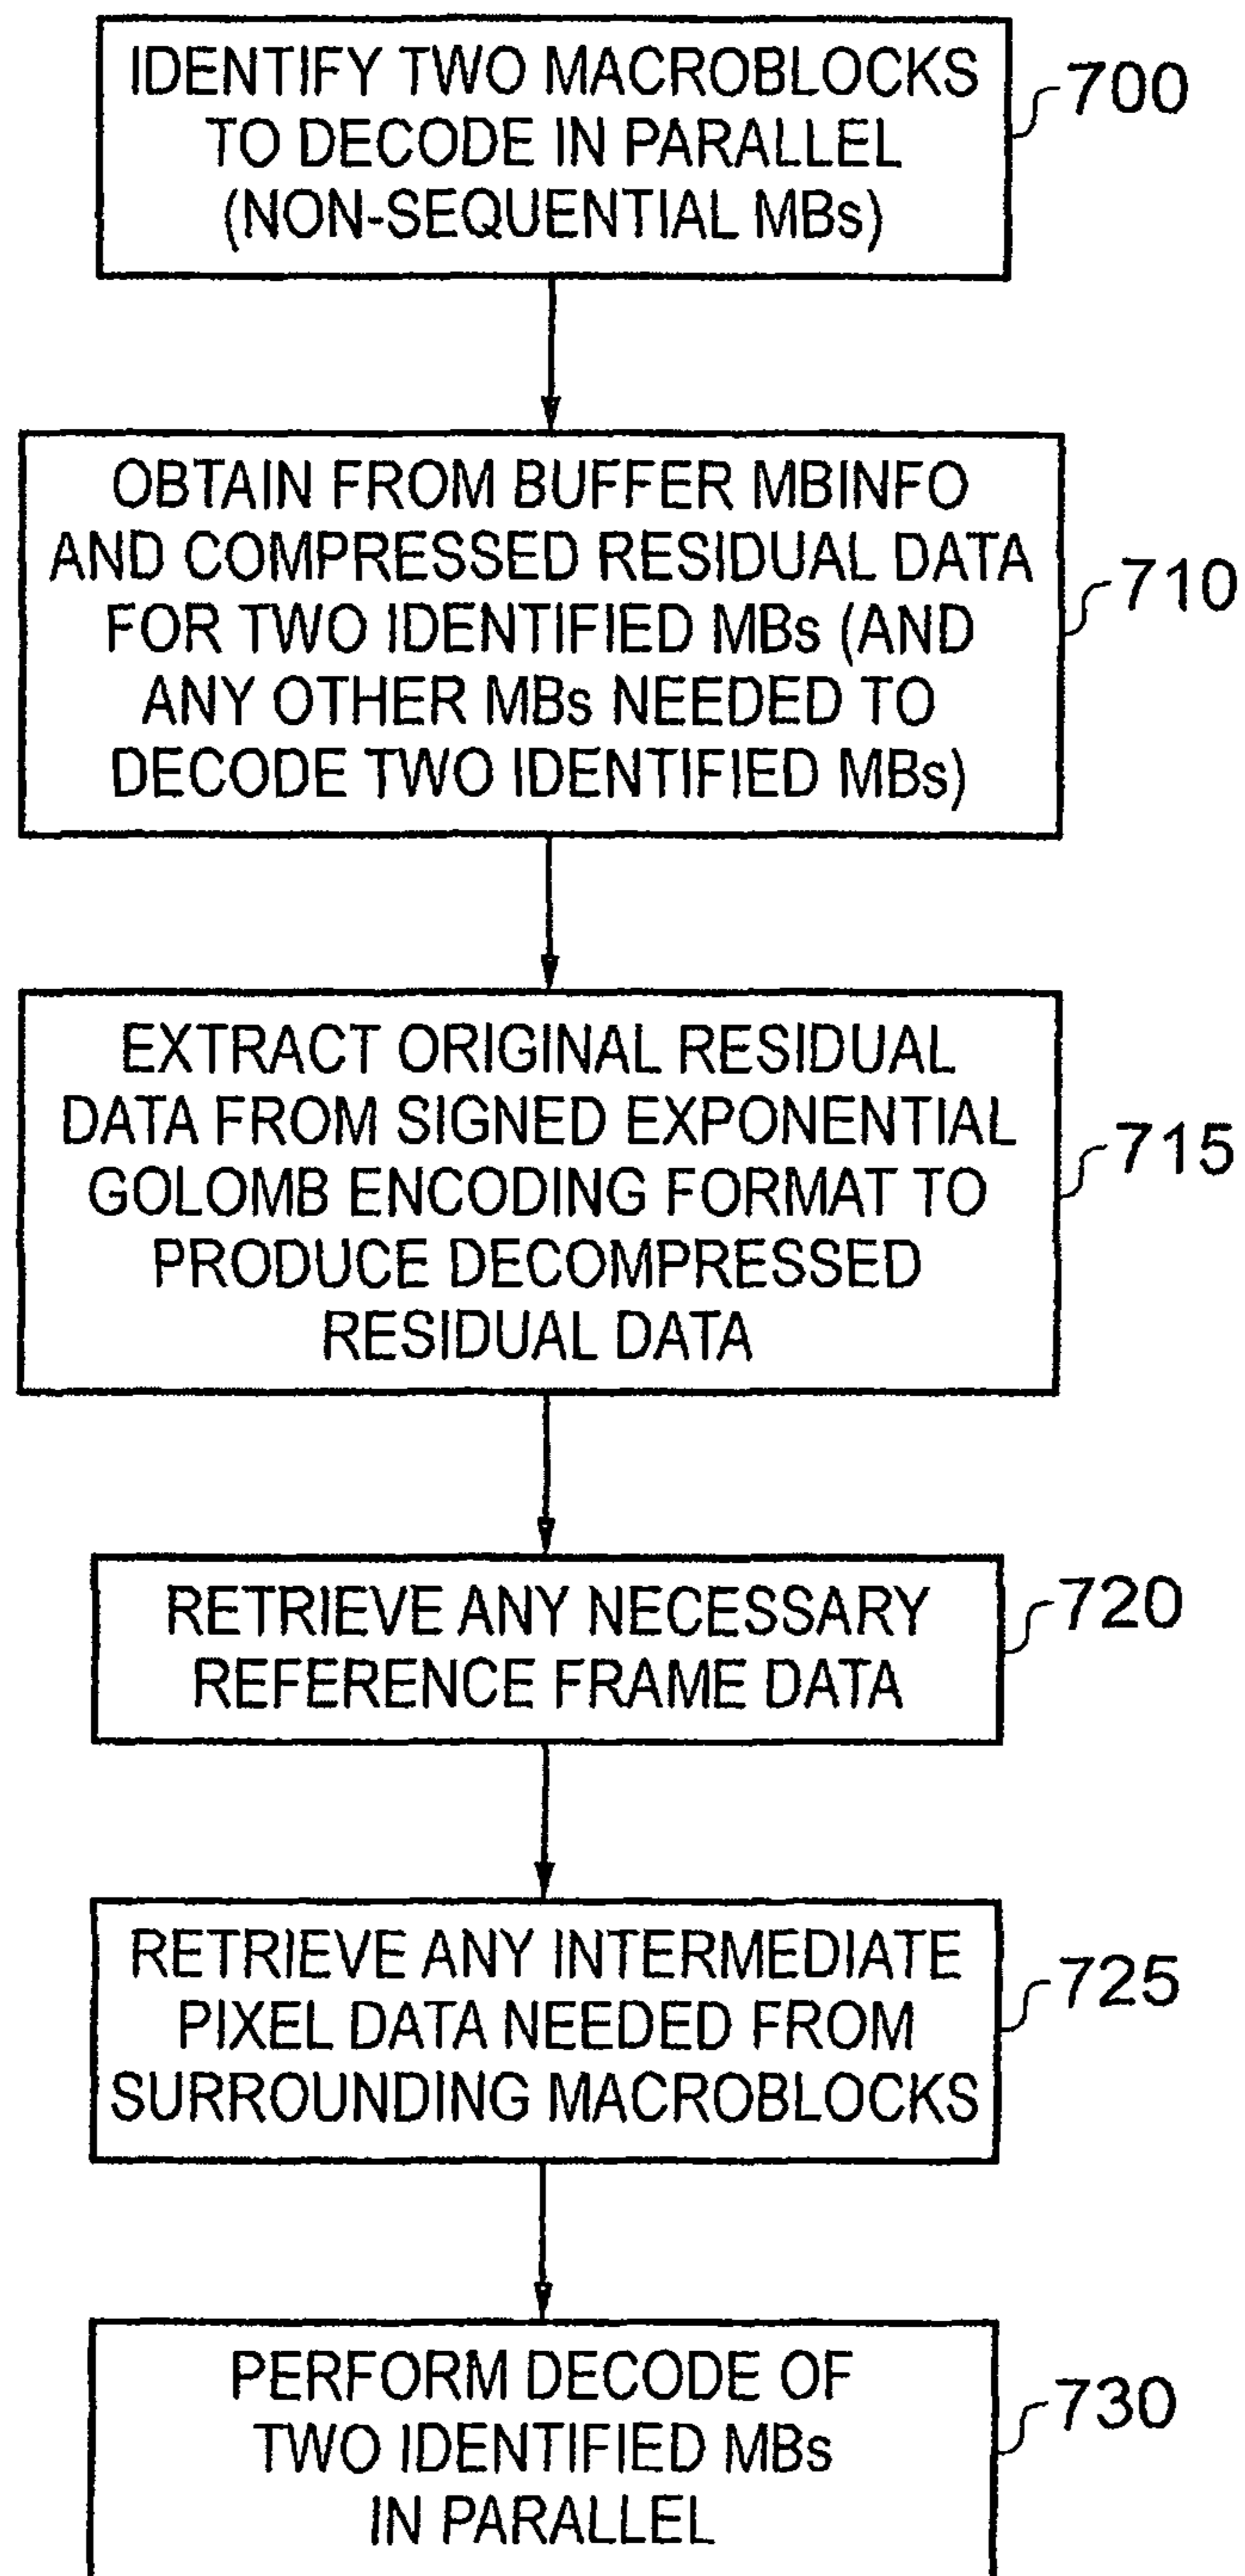 IDENTIFY TWO MACROBLOCKS
TO DECODE IN PARALLEL
(NON-SEQUENTIAL MBs)
700
OBTAIN FROM BUFFER MBINFO
AND COMPRESSED RESIDUAL DATA
FOR TWO IDENTIFIED MBs (AND
ANY OTHER MBs NEEDED TO
DECODE TWO IDENTIFIED MBs)
710
EXTRACT ORIGINAL RESIDUAL
DATA FROM SIGNED EXPONENTIAL
GOLOMB ENCODING FORMAT TO
PRODUCE DECOMPRESSED
RESIDUAL DATA
715
RETRIEVE ANY NECESSARY
REFERENCE FRAME DATA
720
RETRIEVE ANY INTERMEDIATE
PIXEL DATA NEEDED FROM
SURROUNDING MACROBLOCKS
725
PERFORM DECODE OF
TWO IDENTIFIED MBs
IN PARALLEL
730